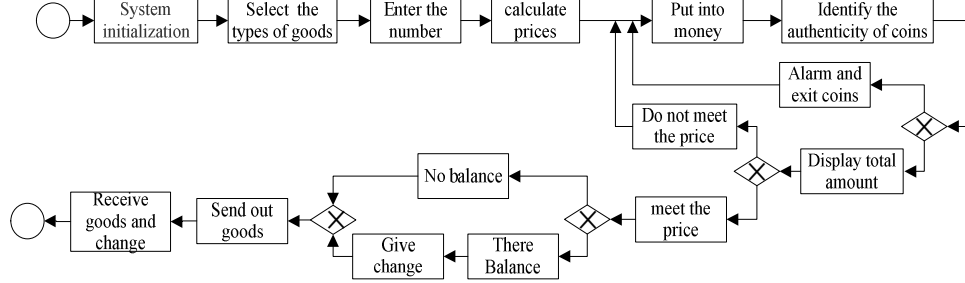 System
initialization
Select the
types of goods
Enter the
number
calculate
prices
Put into
money
Identify the
authenticity of coins
Alarm and
exit coins
Do not meet
the price
Display total
amount
No balance
meet the
price
Receive
goods and
change
Send out
goods
Give
change
There
Balance